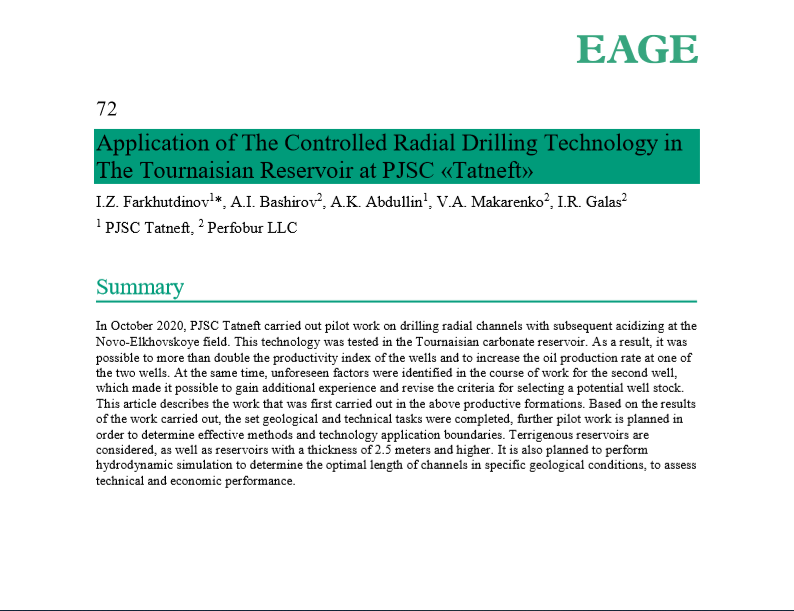 EAGE
72
Application of The Controlled Radial Drilling Technology in
The Tournaisian Reservoir at PJSC «Tatneft»
I.Z. Farkhutdinov1*, A.I. Bashirov2, A.K. Abdullin1, V.A. Makarenko2, I.R. Galas2
1 PJSC Tatneft, 2 Perfobur LLC
Summary
In October 2020, PJSC Tatneft carried out pilot work on drilling radial channels with subsequent acidizing at the
Novo-Elkhovskoye field. This technology was tested in the Tournaisian carbonate reservoir. As a result, it was
possible to more than double the productivity index of the wells and to increase the oil production rate at one of
the two wells. At the same time, unforeseen factors were identified in the course of work for the second well,
which made it possible to gain additional experience and revise the criteria for selecting a potential well stock.
This article describes the work that was first carried out in the above productive formations. Based on the results
of the work carried out, the set geological and technical tasks were completed, further pilot work is planned in
order to determine effective methods and technology application boundaries. Terrigenous reservoirs are
considered, as well as reservoirs with a thickness of 2.5 meters and higher. It is also planned to perform
hydrodynamic simulation to determine the optimal length of channels in specific geological conditions, to assess
technical and economic performance.